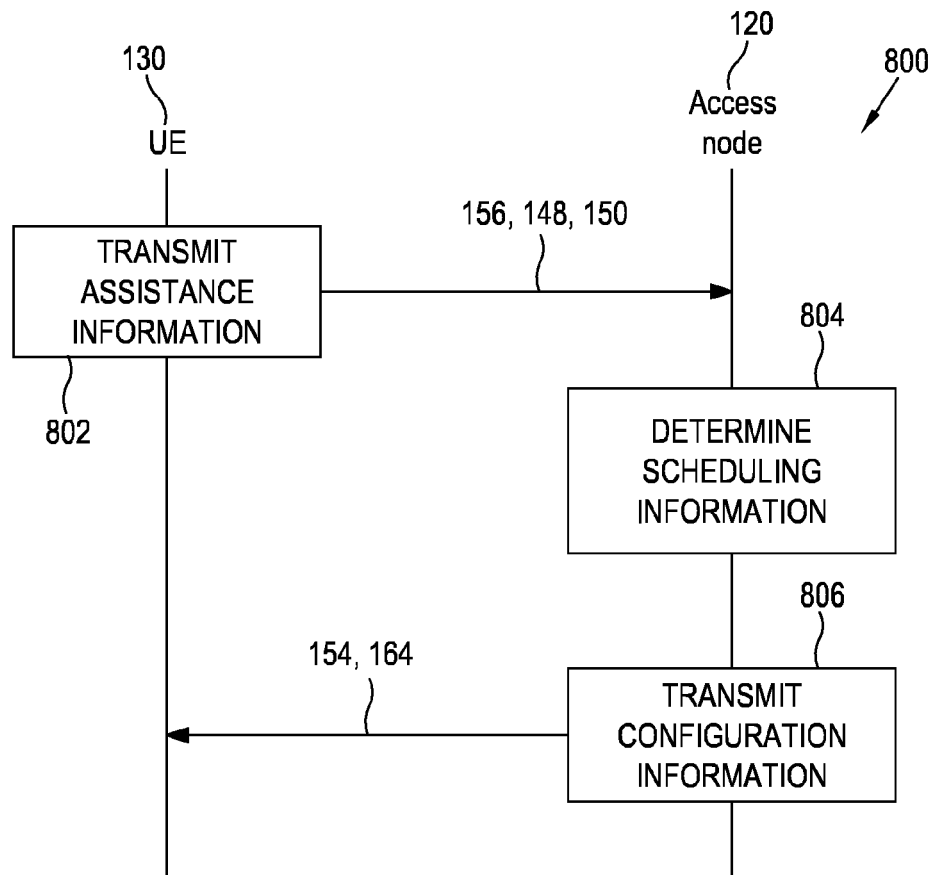 120
130
800
Access
node
UE
156, 148, 150
TRANSMIT
ASSISTANCE
INFORMATION
802
804
DETERMINE
SCHEDULING
INFORMATION
806
154, 164
TRANSMIT
CONFIGURATION
INFORMATION